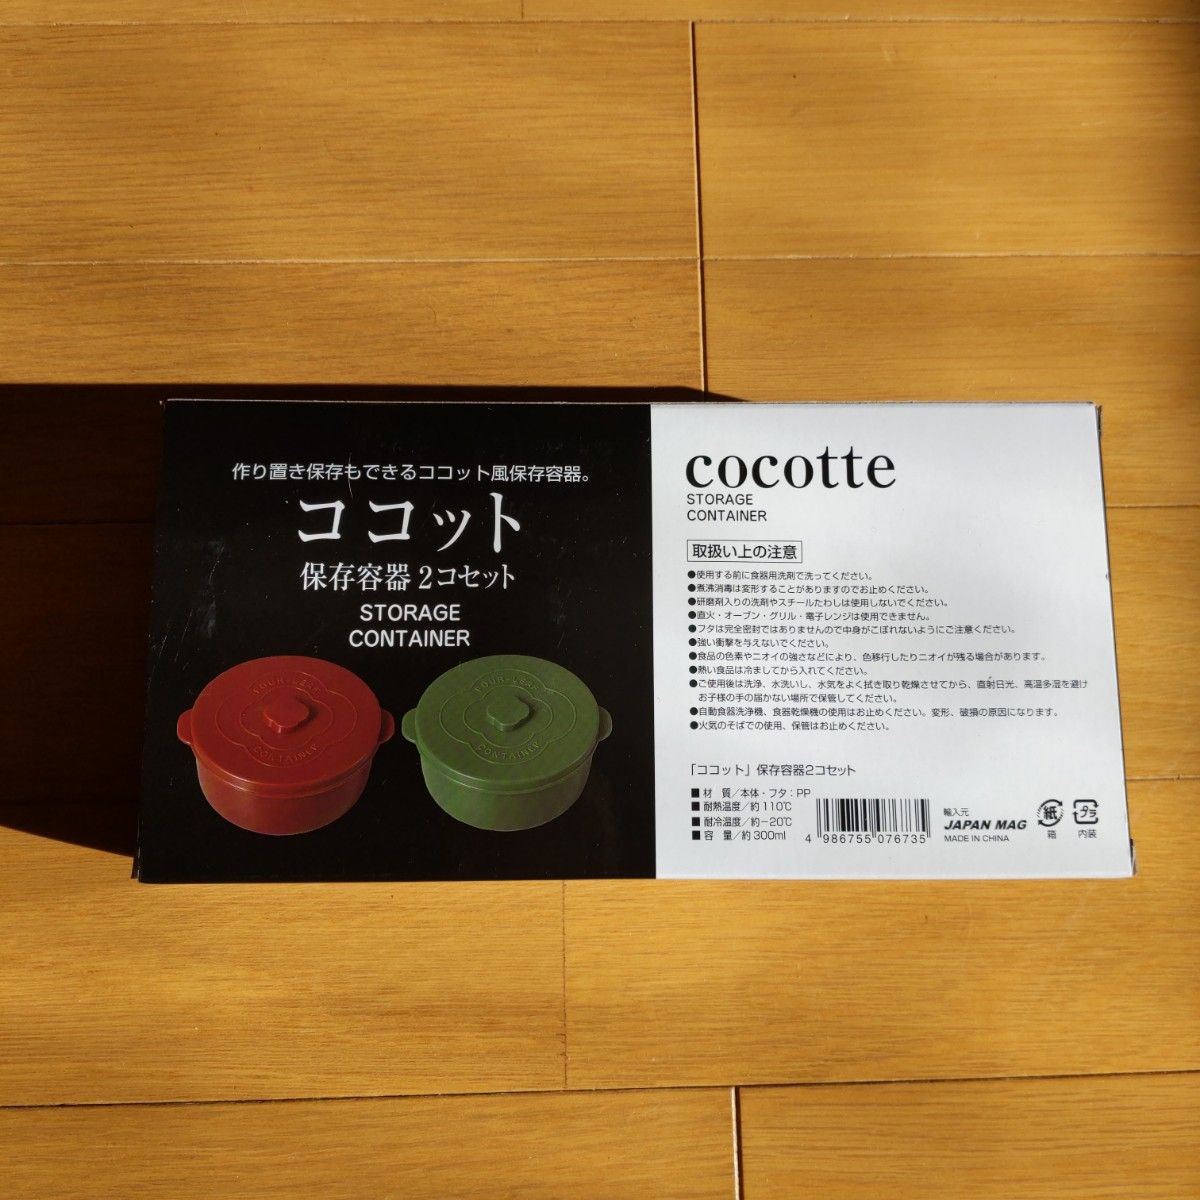 作り置き保存もできるココット風保存容器。
ココット
保存容器2コセット
STORAGE
CONTAINER
FOUR-LEAF
CONTAINER
FOUR-LEAF
CONTAINER
cocotte
STORAGE
CONTAINER
取扱い上の注意
●使用する前に食器用洗剤で洗ってください。
●煮沸消毒は変形することがありますのでお止めください。
●研磨剤入りの洗剤やスチールたわしは使用しないでください。
●直火・オーブン・グリル・電子レンジは使用できません。
●フタは完全密封ではありませんので中身がこぼれないようにご注意ください。
●強い衝撃を与えないでください。
●食品の色素やニオイの強さなどにより、色移行したりニオイが残る場合があります。
●熱い食品は冷ましてから入れてください。
●ご使用後は洗浄、水洗いし、水気をよく拭き取り乾燥させてから、直射日光、高温多湿を避け
お子様の手の届かない場所で保管してください。
●自動食器洗浄機、食器乾燥機の使用はお止めください。変形、破損の原因になります。
●火気のそばでの使用、保管はお止めください。
「ココット」保存容器2コセット
■材 質／本体・フタ：PP
■耐熱温度／約110℃
■耐冷温度／約－20℃
■容 量／約300ml
4 986755 076735
輸入元
JAPAN MAG
MADE IN CHINA
紙
箱
プラ
内装